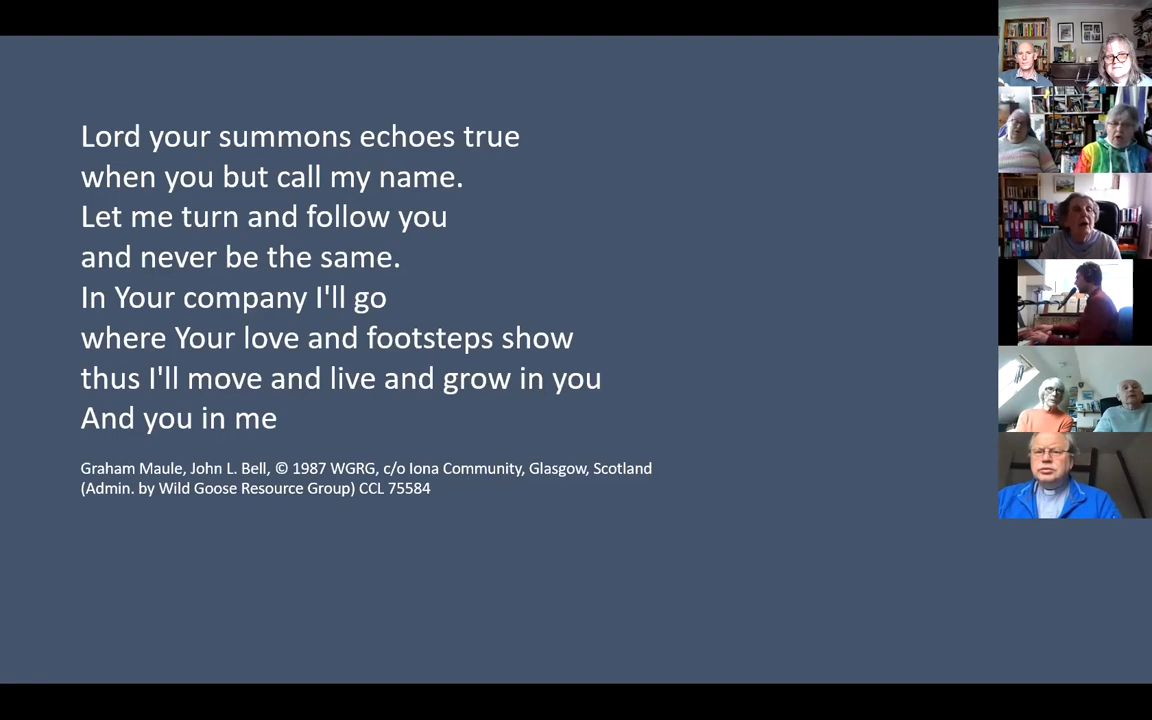 Lord your summons echoes true
when you but call my name.
Let me turn and follow you
and never be the same.
In Your company I'll go
where Your love and footsteps show
thus I'll move and live and grow in you
And you in me
Graham Maule, John L. Bell, © 1987 WGRG, c/o Iona Community, Glasgow, Scotland
(Admin. by Wild Goose Resource Group) CCL 75584